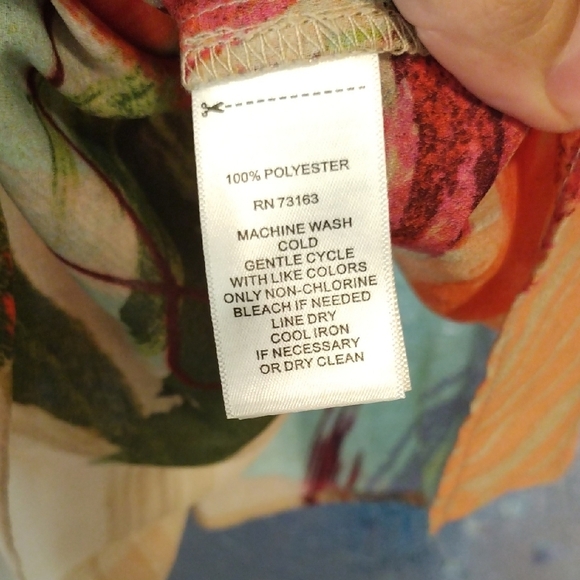 100% POLYESTER
RN 73163
MACHINE WASH
COLD
GENTLE CYCLE
WITH LIKE COLORS
ONLY NON-CHLORINE
BLEACH IF NEEDED
LINE DRY
COOL IRON
IF NECESSARY
OR DRY CLEAN